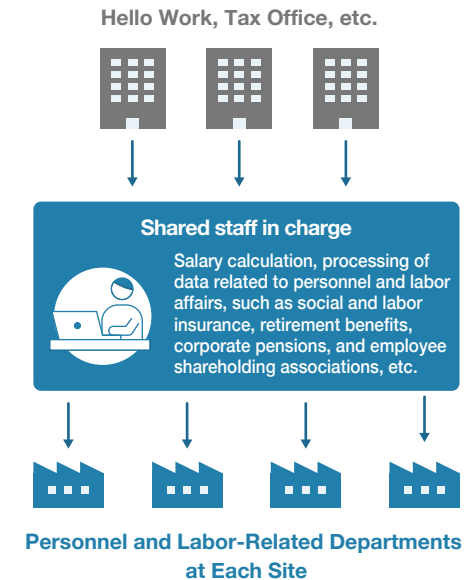 Hello Work, Tax Office, etc.
Shared staff in charge
Salary calculation, processing of
data related to personnel and labor
affairs, such as social and labor
insurance, retirement benefits,
corporate pensions, and employee
shareholding associations, etc.
Personnel and Labor-Related Departments
at Each Site